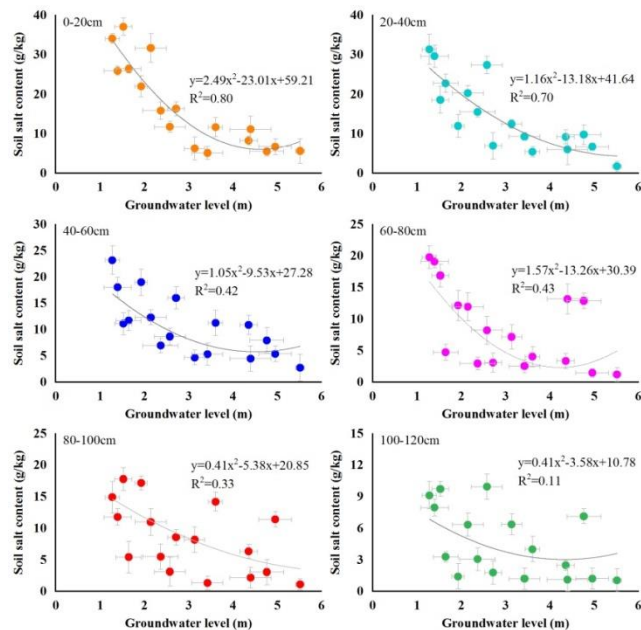 0-20cm
y=2.49x²-23.01x+59.21
R²=0.80
Soil salt content (g/kg)
40
30
20
10
0
0 1 2 3 4 5 6
Groundwater level (m)
20-40cm
y=1.16x²-13.18x+41.64
R²=0.70
Soil salt content (g/kg)
40
30
20
10
0
0 1 2 3 4 5 6
Groundwater level (m)
40-60cm
y=1.05x²-9.53x+27.28
R²=0.42
Soil salt content (g/kg)
30
25
20
15
10
5
0
0 1 2 3 4 5 6
Groundwater level (m)
60-80cm
y=1.57x²-13.26x+30.39
R²=0.43
Soil salt content (g/kg)
25
20
15
10
5
0
0 1 2 3 4 5 6
Groundwater level (m)
80-100cm
y=0.41x²-5.38x+20.85
R²=0.33
Soil salt content (g/kg)
25
20
15
10
5
0
0 1 2 3 4 5 6
Groundwater level (m)
100-120cm
y=0.41x²-3.58x+10.78
R²=0.11
Soil salt content (g/kg)
15
12
9
6
3
0
0 1 2 3 4 5 6
Groundwater level (m)